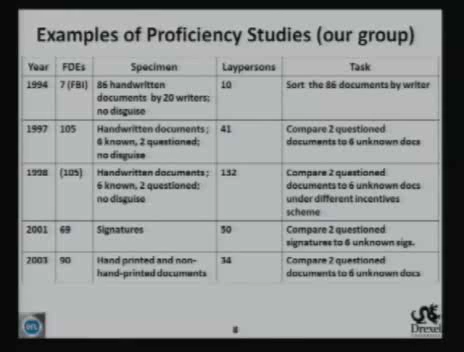 Examples of Proficiency Studies (our group)
Year FDEs Specimen Laypersons Task
1994 7 (FBI) 86 handwritten documents by 20 writers; no disguise 10 Sort the 86 documents by writer
1997 105 Handwritten documents; 6 known, 2 questioned; no disguise 41 Compare 2 questioned documents to 6 unknown docs
1998 (105) Handwritten documents; 6 known, 2 questioned; no disguise 132 Compare 2 questioned documents to 6 unknown docs under different incentives scheme
2001 69 Signatures 50 Compare 2 questioned signatures to 6 unknown sigs.
2003 90 Hand printed and non-hand-printed documents 34 Compare 2 questioned documents to 6 unknown docs
8
Drexel